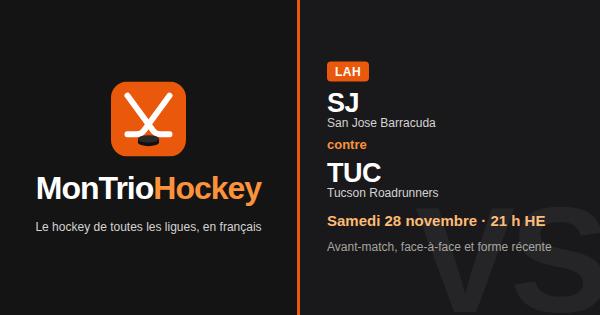 MonTrioHockey
Le hockey de toutes les ligues, en français
LAH
SJ
San Jose Barracuda
contre
TUC
Tucson Roadrunners
Samedi 28 novembre · 21 h HE
Avant-match, face-à-face et forme récente
VS